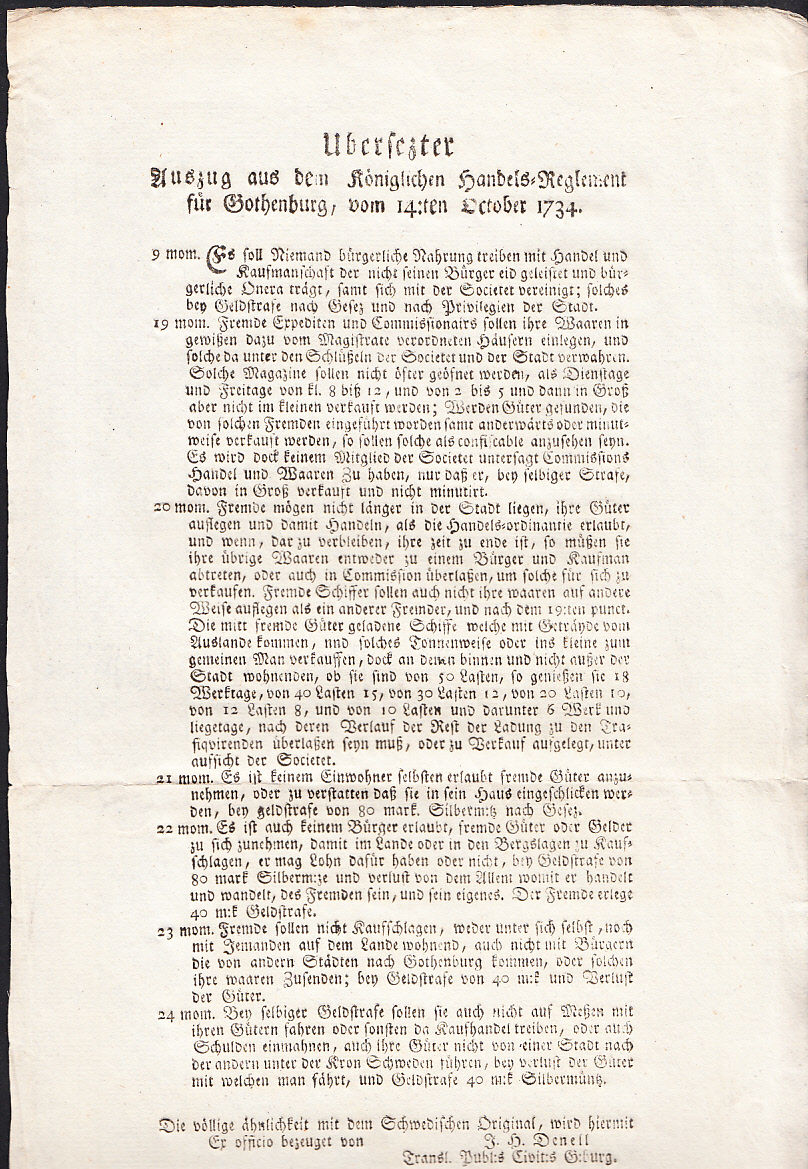 Ubersezter
Auszug aus dem Königlichen Handels-Reglement
für Gothenburg, vom 14:ten October 1734.
9 mom. Es soll Niemand bürgerliche Nahrung treiben mit Handel und
Kaufmanschaft der nicht seinen Bürger eid geleistet und bür-
gerliche Onera trägt, samt sich mit der Societet vereinigt; solches
bey Geldstrafe nach Gesez und nach Privilegien der Stadt.
19 mom. Fremde Expediten und Commissionairs sollen ihre Waaren in
gewißen dazu vom Magistrate verordneten Häusern einlegen, und
solche da unter den Schlüßeln der Societet und der Stadt verwahren.
Solche Magazine sollen nicht öfter geöfnet werden, als Dienstage
und Freitage von kl. 8 biß 12, und von 2 bis 5 und dann in Groß
aber nicht im kleinen verkauft werden; Werden Güter gefunden, die
von solchen Fremden eingeführt worden samt anderwärts oder minut-
weise verkauft werden, so sollen solche als confiscable anzusehen seyn.
Es wird dock keinem Mitglied der Societet untersagt Commissions
Handel und Waaren Zu haben, nur daß er, bey selbiger Strafe,
davon in Groß verkauft und nicht minutirt.
20 mom. Fremde mögen nicht länger in der Stadt liegen, ihre Güter
auslegen und damit Handeln, als die Handels-ordinantie erlaubt,
und wenn, dar zu verbleiben, ihre zeit zu ende ist, so müßen sie
ihre übrige Waaren entweder zu einem Bürger und Kaufman
abtreten, oder auch in Commission überlaßen, um solche für sich zu
verkaufen. Fremde Schiffer sollen auch nicht ihre waaren auf andere
Weise auflegen als ein anderer Fremder, und nach dem 19:ten punct.
Die mitt fremde Güter geladene Schiffe welche mit Geträyde vom
Auslande kommen, und solches Tonnenweise oder ins kleine zum
gemeinen Man verkauffen, dock an denen binnen und nicht außer der
Stadt wohnenden, ob sie sind von 50 Lasten, so genießen sie 18
Werktage, von 40 Lasten 15, von 30 Lasten 12, von 20 Lasten 10,
von 12 Lasten 8, und von 10 Lasten und darunter 6 Werk und
liegetage, nach deren Verlauf der Rest der Ladung zu den Tra-
fiqvirenden überlaßen seyn muß, oder zu Verkauf aufgelegt, unter
aufsicht der Societet.
21 mom. Es ist keinem Einwohner selbsten erlaubt fremde Güter anzu-
nehmen, oder zu verstatten daß sie in sein Haus eingeschlicken wer-
den, bey geldstrafe von 80 mark. Silberm:tz nach Gesez.
22 mom. Es ist auch keinem Bürger erlaubt, fremde Güter oder Gelder
zu sich zunehmen, damit im Lande oder in den Bergslagen zu Kauf-
schlagen, er mag Lohn dafür haben oder nicht, bey Geldstrafe von
80 mark Silberm:ze und verlust von dem Allent womit er handelt
und wandelt, des Fremden sein, und sein eigenes. Der Fremde erlege
40 m:k Geldstrafe.
23 mom. Fremde sollen nicht Kaufschlagen, weder unter sich selbst, noch
mit Jemanden auf dem Lande wohnend, auch nicht mit Bürgern
die von andern Städten nach Gothenburg kommen, oder solchen
ihre waaren Zusenden; bey Geldstrafe von 40 m:k und Verlust
der Güter.
24 mom. Bey selbiger Geldstrafe sollen sie auch nicht auf Meßen mit
ihren Gütern fahren oder sonsten da Kaufhandel treiben, oder auch
Schulden einmahnen, auch ihre Güter nicht von einer Stadt nach
der andern unter der Kron Schweden führen, bey verlust der Güter
mit welchen man fährt, und Geldstrafe 40 m:k Silbermüntz.
Die völlige ähnlichkeit mit dem Schwedischen Original, wird hiermit
Ex officio bezeuget von J. H. Denell
Transl. Publ:s Civit:s G:burg.